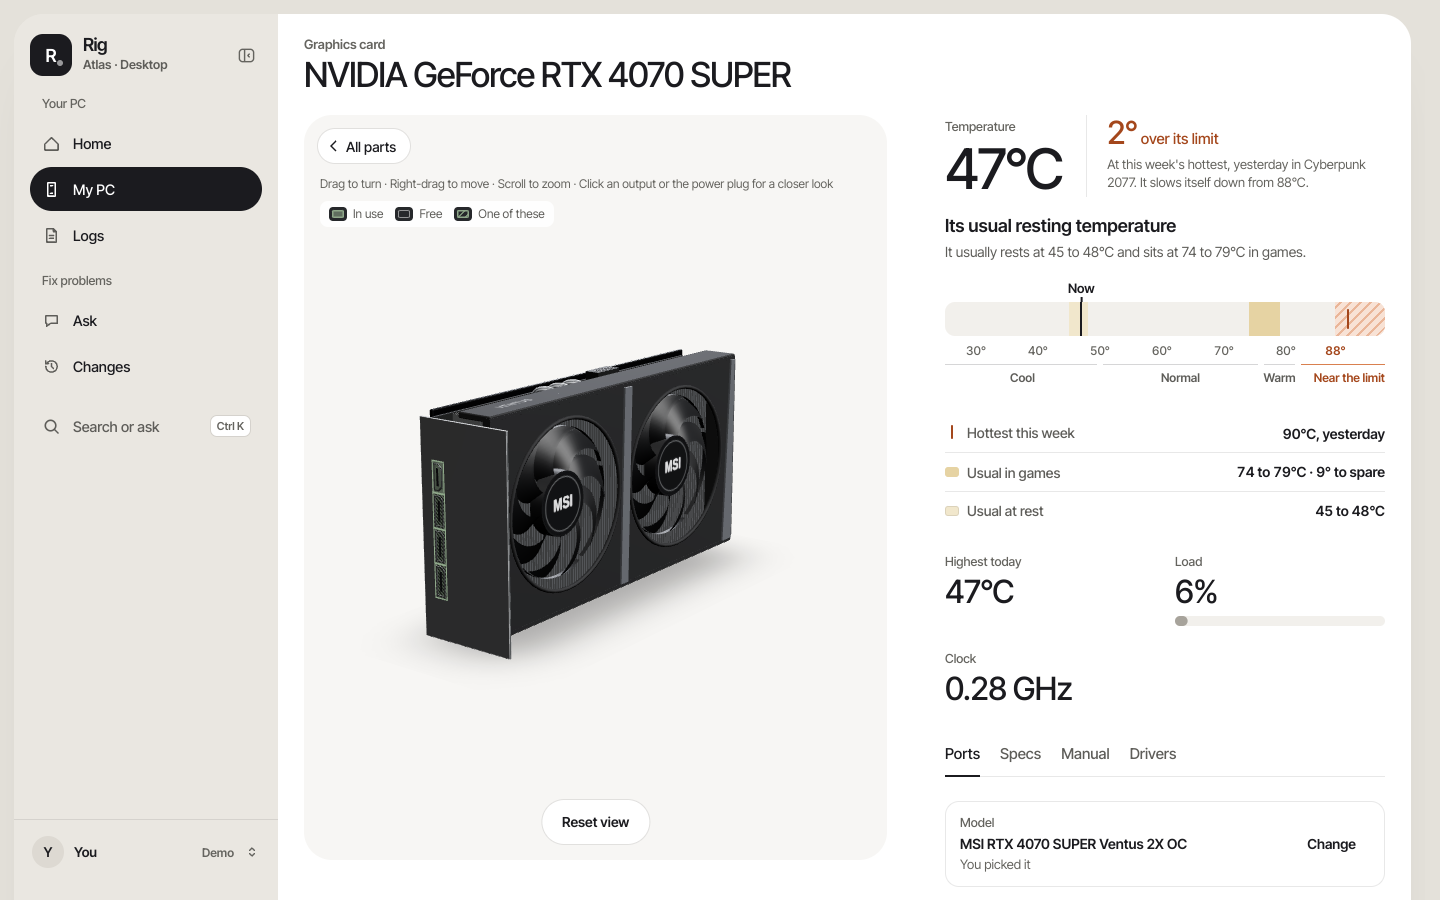 R.
Rig
Atlas · Desktop
Your PC
Home
My PC
Logs
Fix problems
Ask
Changes
Search or ask
Ctrl K
Y
You
Demo
Graphics card
NVIDIA GeForce RTX 4070 SUPER
All parts
Drag to turn · Right-drag to move · Scroll to zoom · Click an output or the power plug for a closer look
In use
Free
One of these
MSI
MSI
Reset view
Temperature
47°C
2° over its limit
At this week's hottest, yesterday in Cyberpunk
2077. It slows itself down from 88°C.
Its usual resting temperature
It usually rests at 45 to 48°C and sits at 74 to 79°C in games.
Now
30° 40° 50° 60° 70° 80° 88°
Cool Normal Warm Near the limit
Hottest this week 90°C, yesterday
Usual in games 74 to 79°C · 9° to spare
Usual at rest 45 to 48°C
Highest today
47°C
Load
6%
Clock
0.28 GHz
Ports Specs Manual Drivers
Model
MSI RTX 4070 SUPER Ventus 2X OC
You picked it
Change